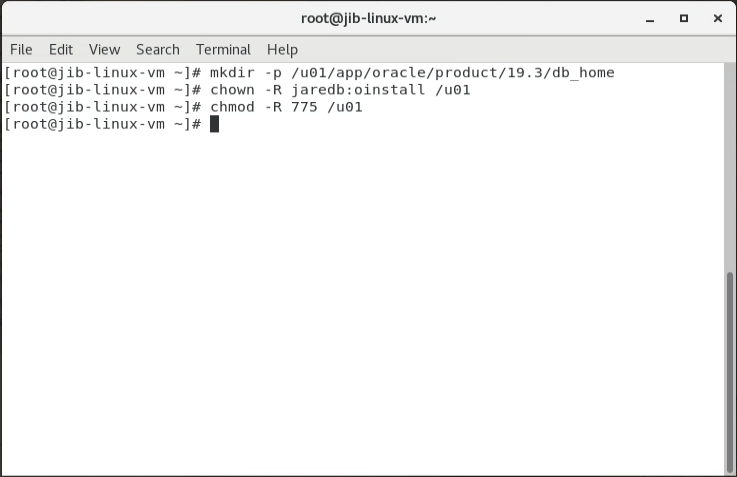 root@jib-linux-vm:~
File Edit View Search Terminal Help
[root@jib-linux-vm ~]# mkdir -p /u01/app/oracle/product/19.3/db_home
[root@jib-linux-vm ~]# chown -R jaredb:oinstall /u01
[root@jib-linux-vm ~]# chmod -R 775 /u01
[root@jib-linux-vm ~]#